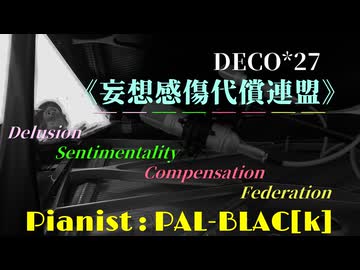 DECO*27
《妄想感傷代償連盟》
Delusion
Sentimentality
Compensation
Federation
Pianist : PAL-BLAC[k]